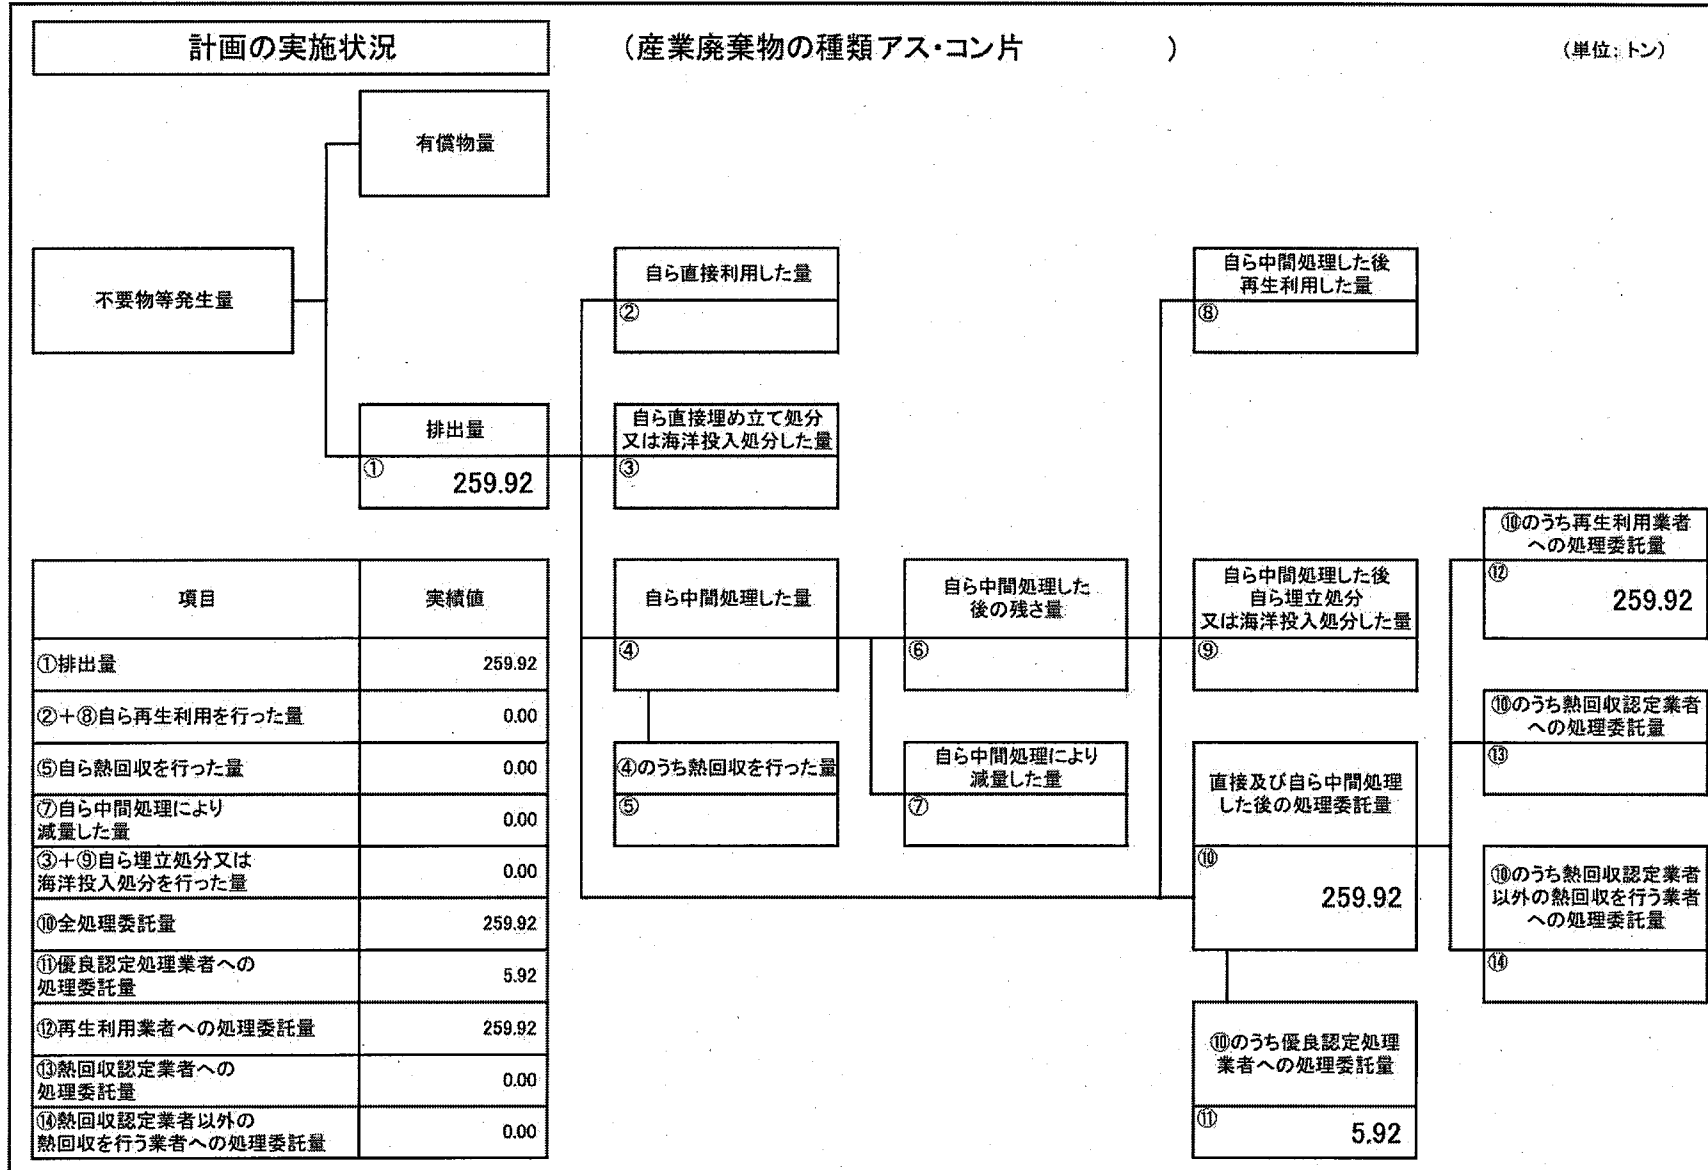 計画の実施状況
(産業廃棄物の種類アス・コン片 )
(単位:トン)
有償物量
不要物等発生量
自ら直接利用した量
②
自ら中間処理した後
再生利用した量
⑧
排出量
① 259.92
自ら直接埋め立て処分
又は海洋投入処分した量
③
自ら中間処理した量
④
自ら中間処理した
後の残さ量
⑥
自ら中間処理した後
自ら埋立処分
又は海洋投入処分した量
⑨
⑩のうち再生利用業者
への処理委託量
⑫ 259.92
④のうち熱回収を行った量
⑤
自ら中間処理により
減量した量
⑦
直接及び自ら中間処理
した後の処理委託量
⑩ 259.92
⑩のうち熱回収認定業者
への処理委託量
⑬
⑩のうち熱回収認定業者
以外の熱回収を行う業者
への処理委託量
⑭
⑩のうち優良認定処理
業者への処理委託量
⑪ 5.92
項目 実績値
①排出量 259.92
②+⑧自ら再生利用を行った量 0.00
⑤自ら熱回収を行った量 0.00
⑦自ら中間処理により
減量した量 0.00
③+⑨自ら埋立処分又は
海洋投入処分を行った量 0.00
⑩全処理委託量 259.92
⑪優良認定処理業者への
処理委託量 5.92
⑫再生利用業者への処理委託量 259.92
⑬熱回収認定業者への
処理委託量 0.00
⑭熱回収認定業者以外の
熱回収を行う業者への処理委託量 0.00